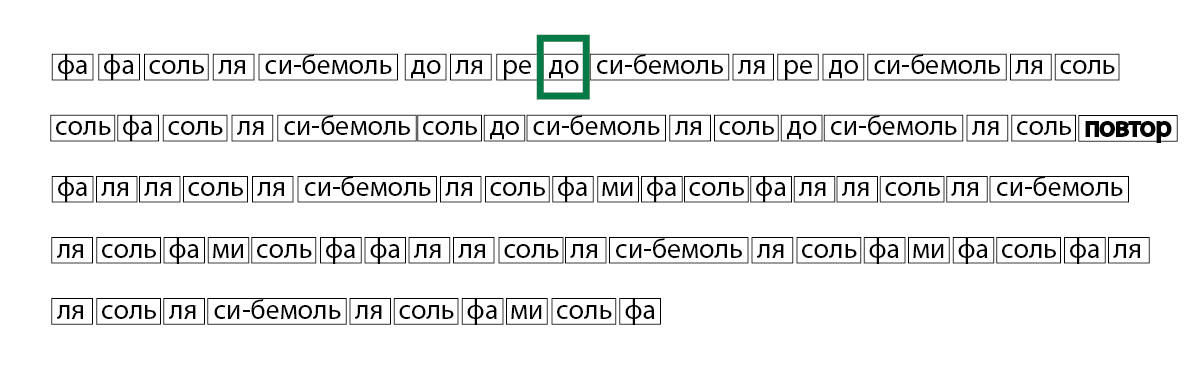 фа фа соль ля си-бемоль до ля ре до си-бемоль ля ре до си-бемоль ля соль
соль фа соль ля си-бемоль соль до си-бемоль ля соль до си-бемоль ля соль повтор
фа ля ля соль ля си-бемоль ля соль фа ми фа соль фа ля ля соль ля си-бемоль
ля соль фа ми соль фа фа ля ля соль ля си-бемоль ля соль фа ми фа соль фа ля
ля соль ля си-бемоль ля соль фа ми соль фа